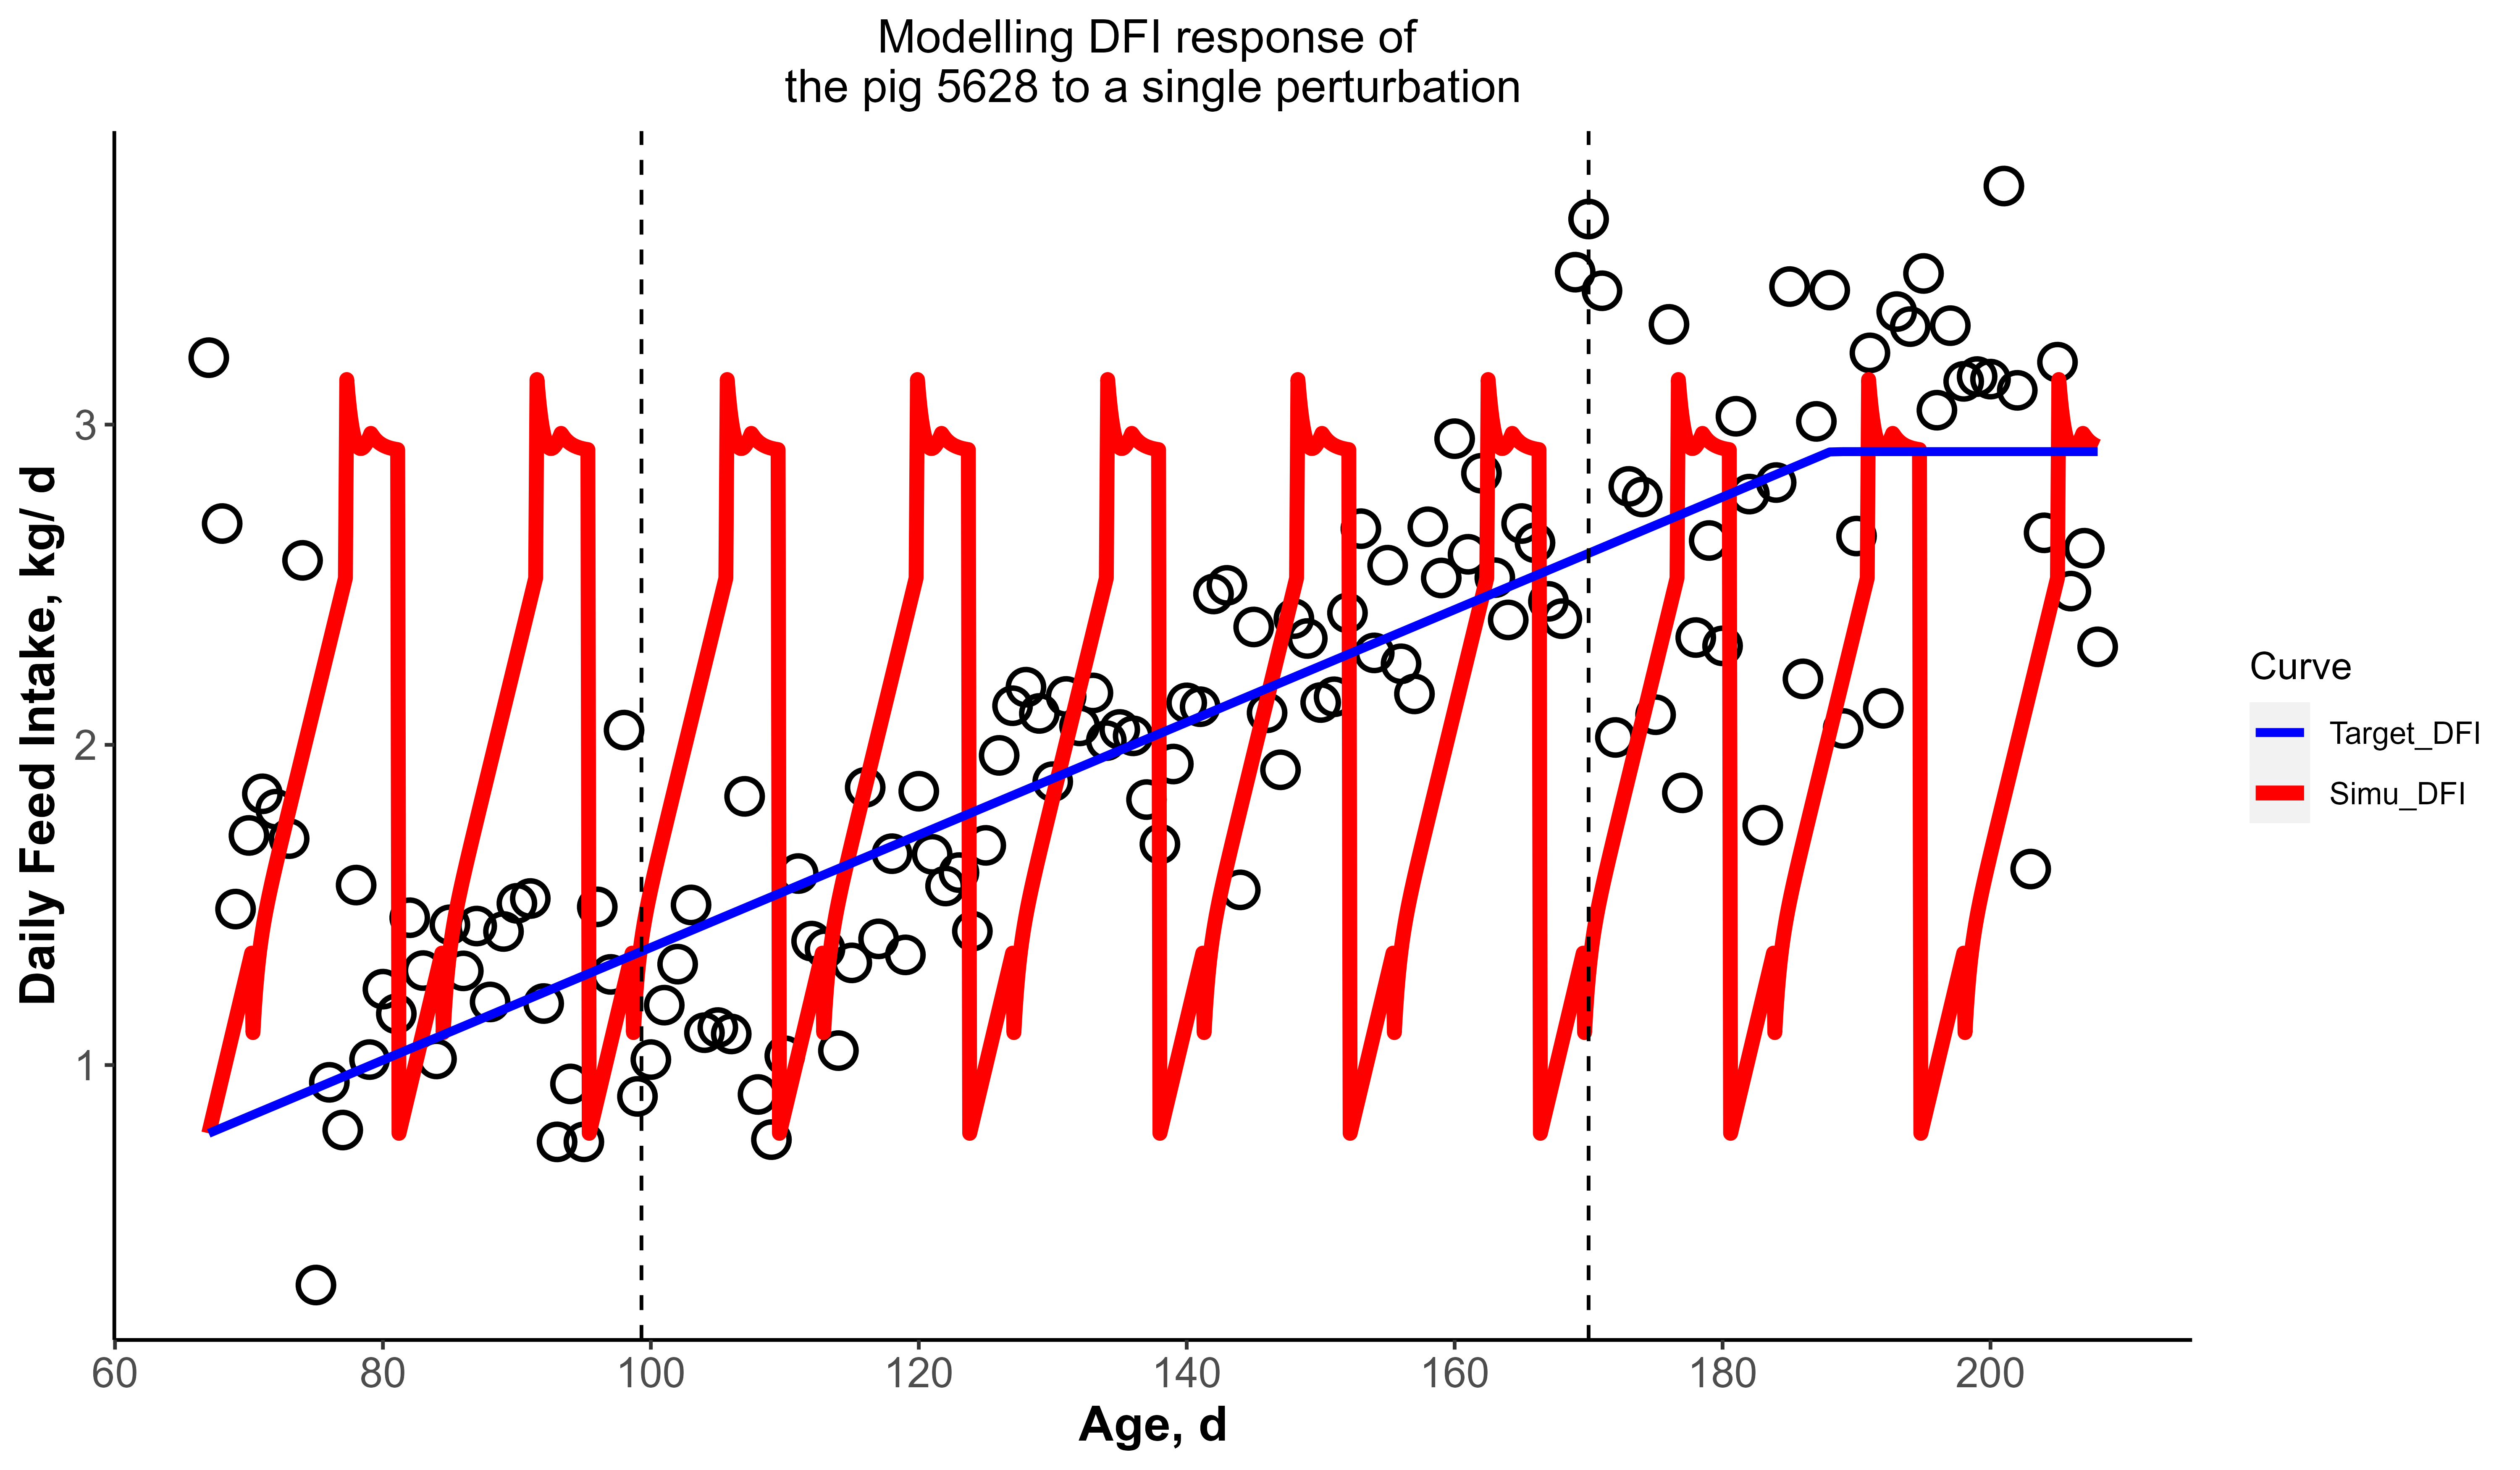 Modelling DFI response of
the pig 5628 to a single perturbation
Daily Feed Intake, kg/ d
3
2
1
60 80 100 120 140 160 180 200
Age, d
Curve
Target_DFI
Simu_DFI